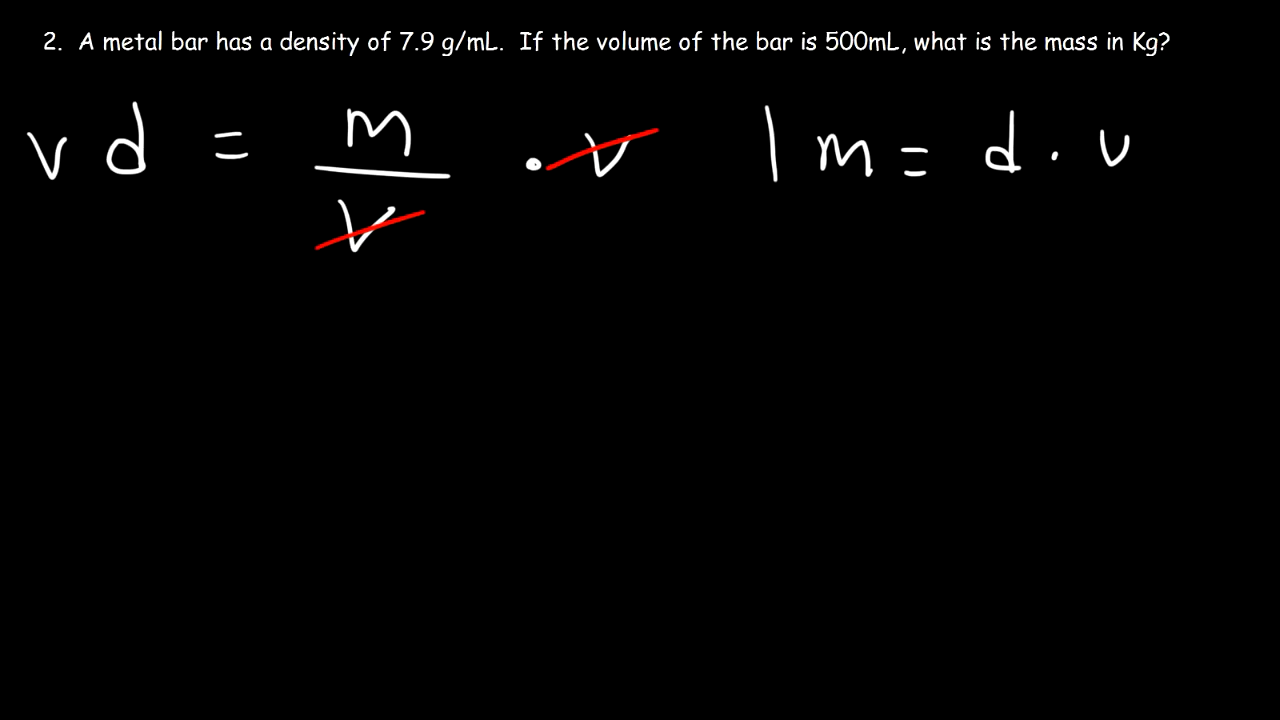 2. A metal bar has a density of 7.9 g/mL. If the volume of the bar is 500mL, what is the mass in Kg?
v d = m/v · v | m = d · v